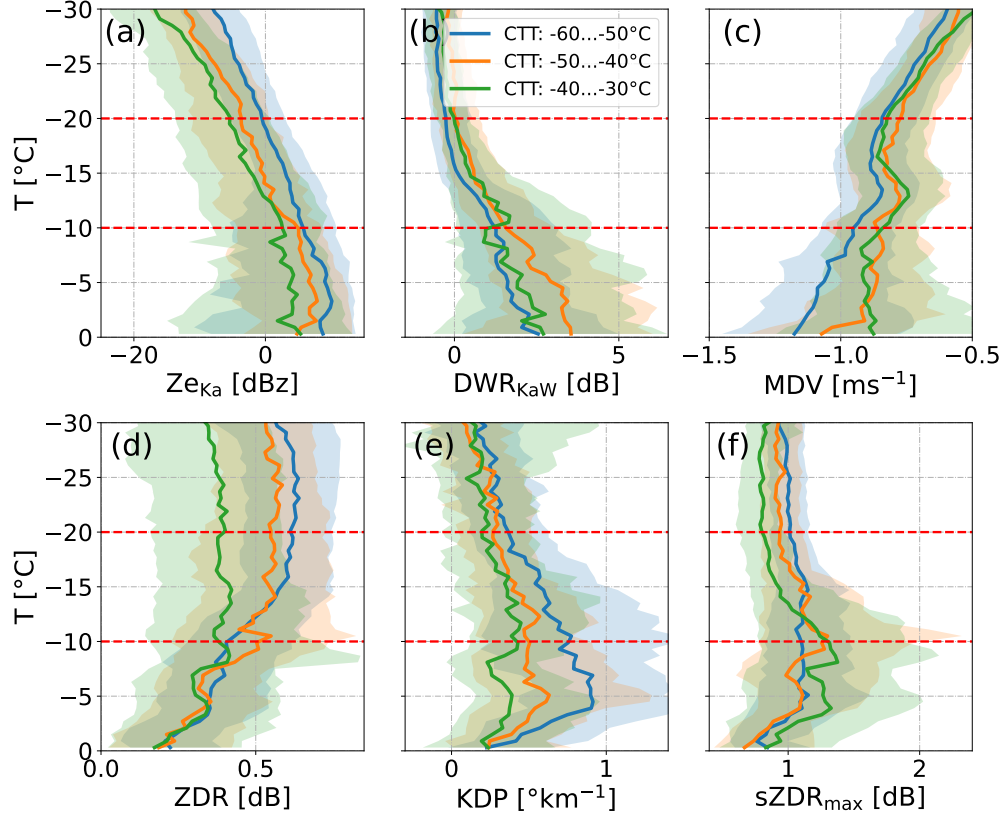 (a)
(b)
(c)
CTT: -60...-50°C
CTT: -50...-40°C
CTT: -40...-30°C
T [°C]
−30
−25
−20
−15
−10
−5
0
−20
0
Ze_Ka [dBz]
0
5
DWR_KaW [dB]
−1.5
−1.0
−0.5
MDV [ms⁻¹]
(d)
(e)
(f)
T [°C]
−30
−25
−20
−15
−10
−5
0
0.0
0.5
ZDR [dB]
0
1
KDP [°km⁻¹]
1
2
sZDR_max [dB]